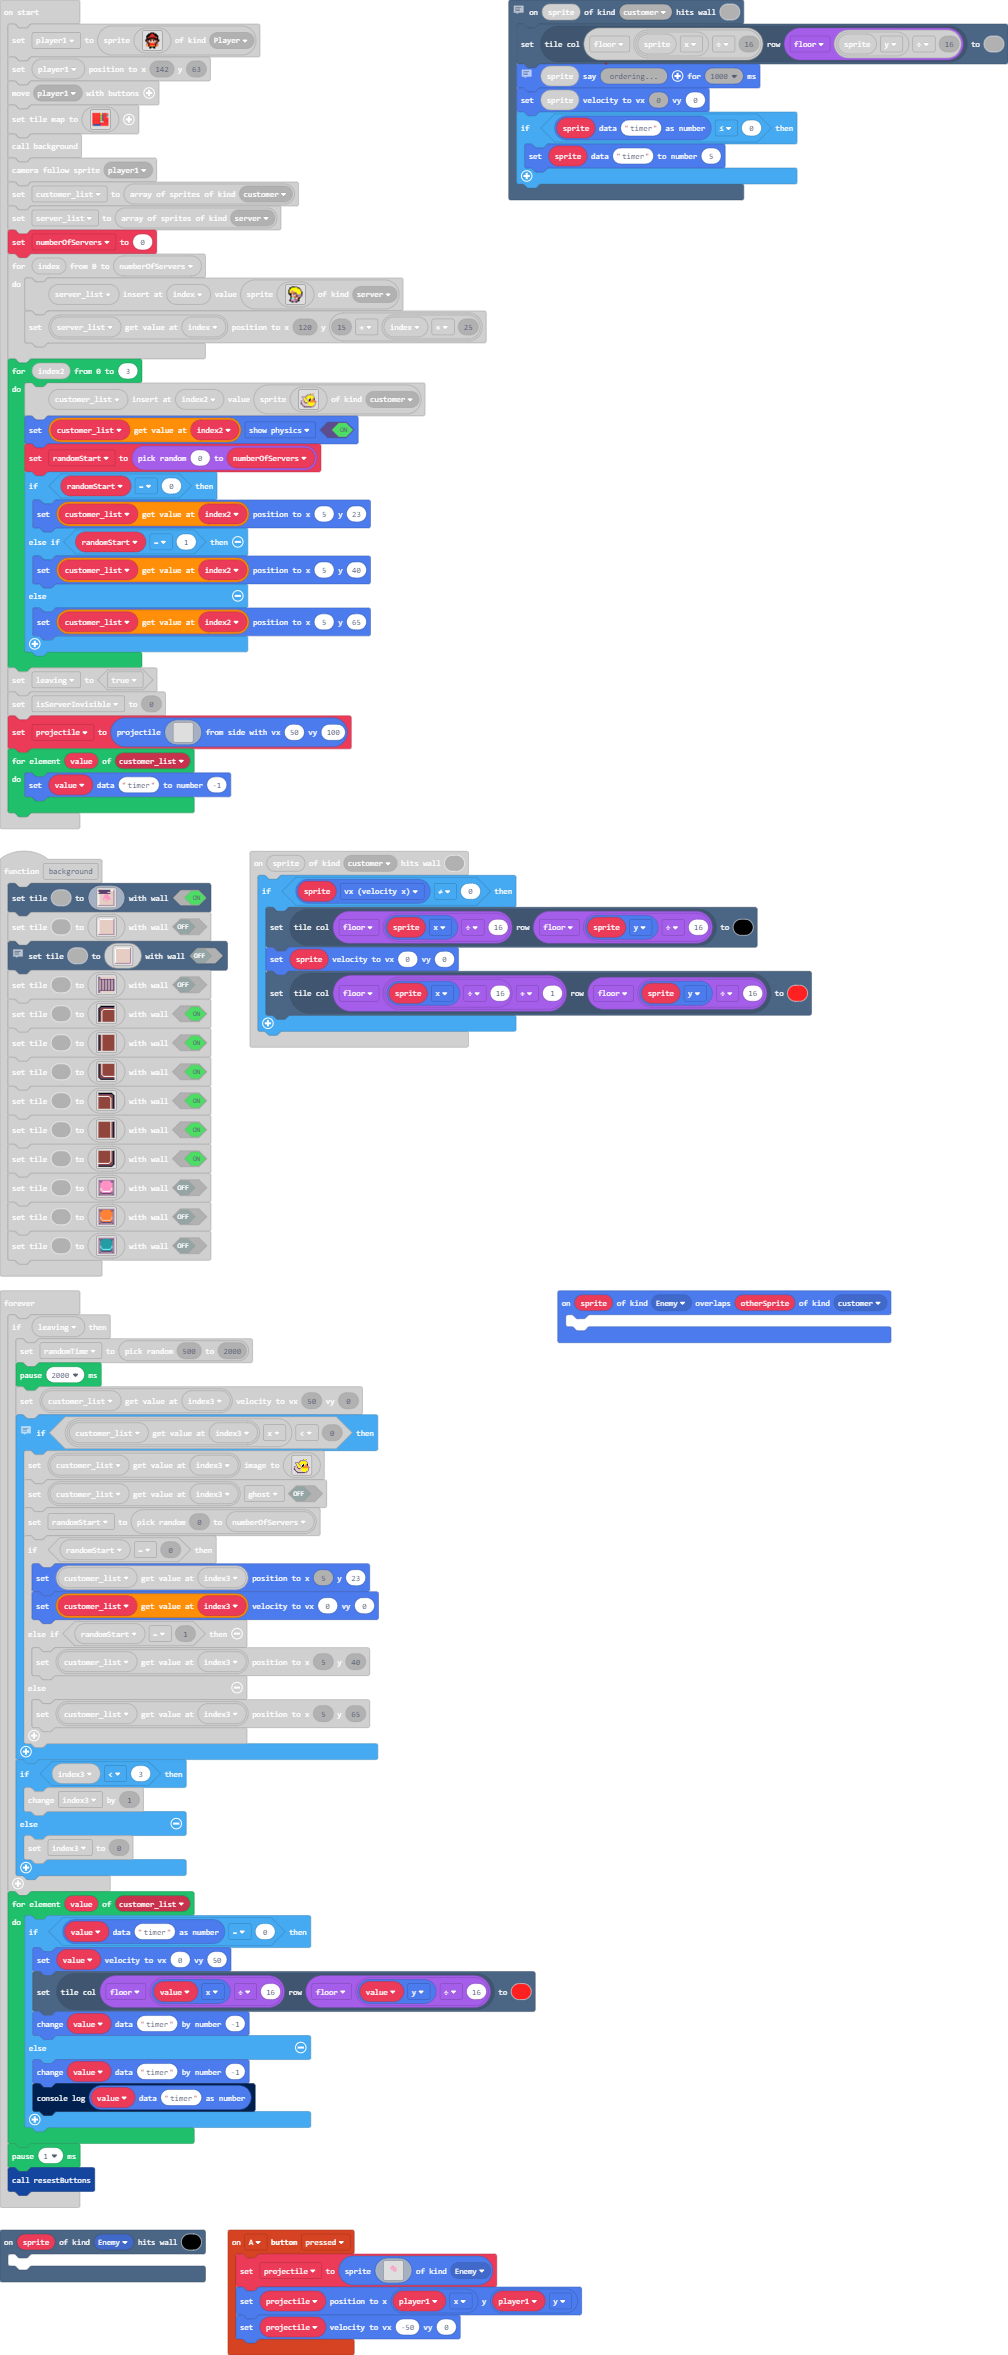 on start
set player1 to sprite of kind Player
set player1 position to x 142 y 63
move player1 with buttons
set tile map to
call background
camera follow sprite player1
set customer_list to array of sprites of kind customer
set server_list to array of sprites of kind server
set numberOfServers to 0
for index from 0 to numberOfServers
do
server_list insert at index value sprite of kind server
set server_list get value at index position to x 120 y 15 + index × 25
for index2 from 0 to 3
do
customer_list insert at index2 value sprite of kind customer
set customer_list get value at index2 show physics ON
set randomStart to pick random 0 to numberOfServers
if randomStart = 0 then
set customer_list get value at index2 position to x 5 y 23
else if randomStart = 1 then
set customer_list get value at index2 position to x 5 y 40
else
set customer_list get value at index2 position to x 5 y 65
set leaving to true
set isServerInvisible to 0
set projectile to projectile from side with vx 50 vy 100
for element value of customer_list
do
set value data "timer" to number -1
on sprite of kind customer hits wall
set tile col floor sprite x ÷ 16 row floor sprite y ÷ 16 to
sprite say ordering... for 1000 ms
set sprite velocity to vx 0 vy 0
if sprite data "timer" as number ≤ 0 then
set sprite data "timer" to number 5
function background
set tile to with wall ON
set tile to with wall OFF
set tile to with wall OFF
set tile to with wall OFF
set tile to with wall ON
set tile to with wall ON
set tile to with wall ON
set tile to with wall ON
set tile to with wall ON
set tile to with wall ON
set tile to with wall OFF
set tile to with wall OFF
set tile to with wall OFF
on sprite of kind customer hits wall
if sprite vx (velocity x) ≠ 0 then
set tile col floor sprite x ÷ 16 row floor sprite y ÷ 16 to
set sprite velocity to vx 0 vy 0
set tile col floor sprite x ÷ 16 + 1 row floor sprite y ÷ 16 to
forever
if leaving then
set randomTime to pick random 500 to 2000
pause 2000 ms
set customer_list get value at index3 velocity to vx 50 vy 0
if customer_list get value at index3 x < 0 then
set customer_list get value at index3 image to
set customer_list get value at index3 ghost OFF
set randomStart to pick random 0 to numberOfServers
if randomStart = 0 then
set customer_list get value at index3 position to x 5 y 23
set customer_list get value at index3 velocity to vx 0 vy 0
else if randomStart = 1 then
set customer_list get value at index3 position to x 5 y 40
else
set customer_list get value at index3 position to x 5 y 65
if index3 < 3 then
change index3 by 1
else
set index3 to 0
for element value of customer_list
do
if value data "timer" as number = 0 then
set value velocity to vx 0 vy 50
set tile col floor value x ÷ 16 row floor value y ÷ 16 to
change value data "timer" by number -1
else
change value data "timer" by number -1
console log value data "timer" as number
pause 1 ms
call resestButtons
on sprite of kind Enemy overlaps otherSprite of kind customer
on sprite of kind Enemy hits wall
on A button pressed
set projectile to sprite of kind Enemy
set projectile position to x player1 x y player1 y
set projectile velocity to vx -50 vy 0